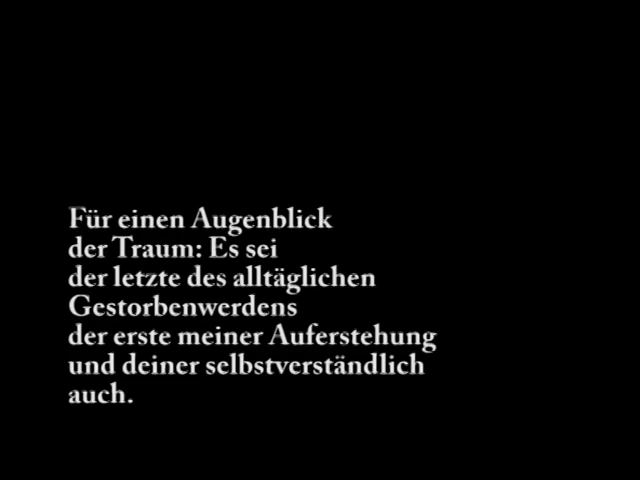 Für einen Augenblick
der Traum: Es sei
der letzte des alltäglichen
Gestorbenwerdens
der erste meiner Auferstehung
und deiner selbstverständlich
auch.